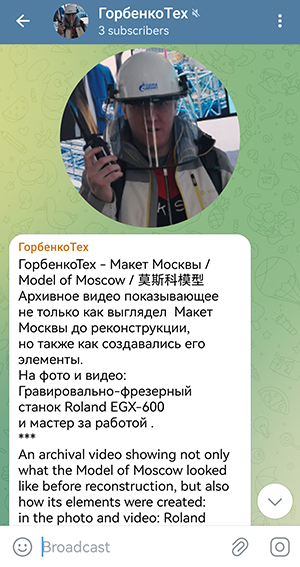 ГорбенкоТех
3 subscribers
ГорбенкоТех
ГорбенкоТех - Макет Москвы /
Model of Moscow / 莫斯科模型
Архивное видео показывающее
не только как выглядел Макет
Москвы до реконструкции,
но также как создавались его
элементы.
На фото и видео:
Гравировально-фрезерный
станок Roland EGX-600
и мастер за работой .
***
An archival video showing not only
what the Model of Moscow looked
like before reconstruction, but also
how its elements were created:
in the photo and video: Roland
Broadcast